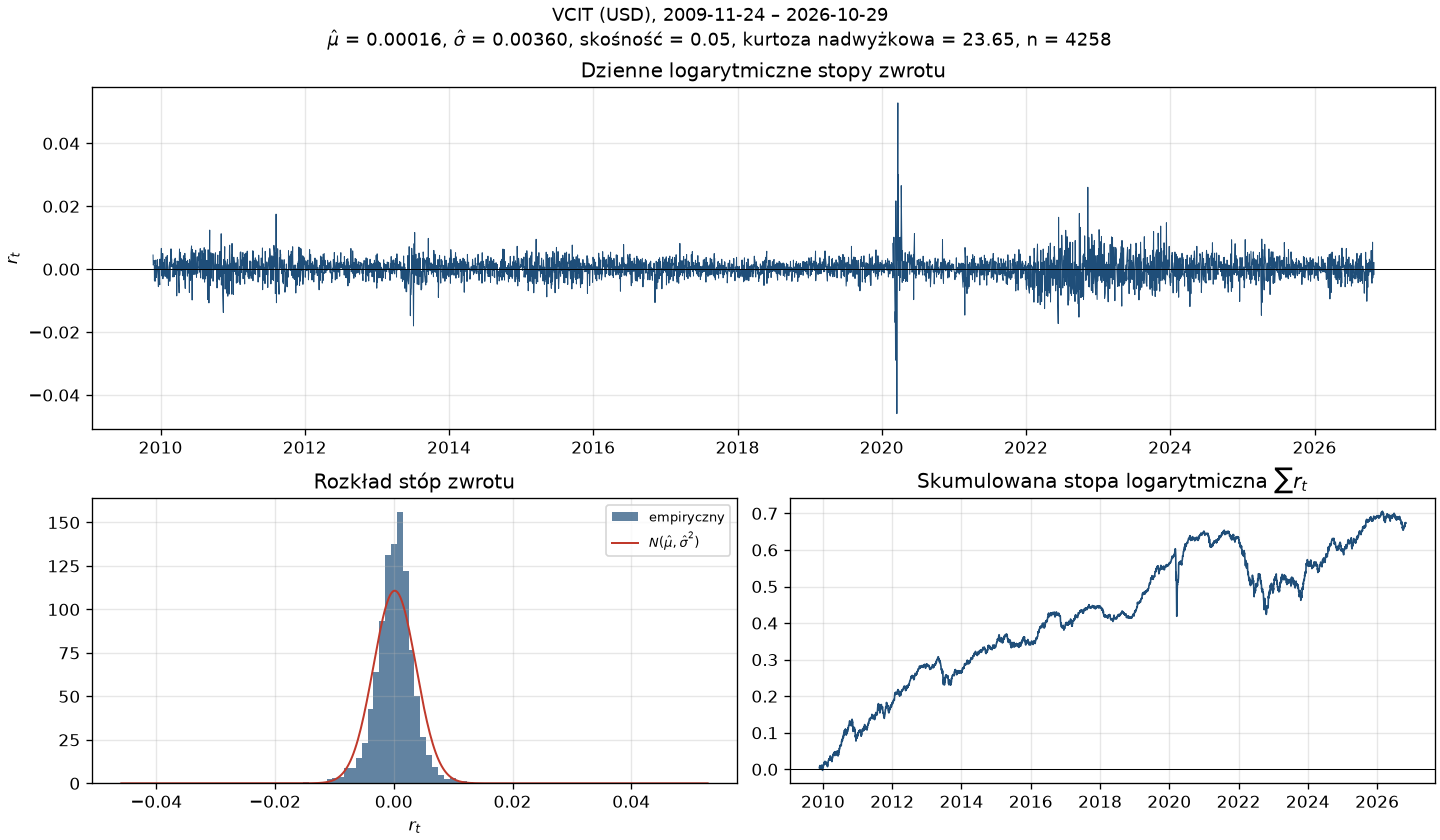 VCIT (USD), 2009-11-24 – 2026-10-29
μ̂ = 0.00016, σ̂ = 0.00360, skośność = 0.05, kurtoza nadwyżkowa = 23.65, n = 4258
Dzienne logarytmiczne stopy zwrotu
0.04
0.02
0.00
−0.02
−0.04
r_t
2010 2012 2014 2016 2018 2020 2022 2024 2026
Rozkład stóp zwrotu
empiryczny
N(μ̂, σ̂²)
150
125
100
75
50
25
0
−0.04 −0.02 0.00 0.02 0.04
r_t
Skumulowana stopa logarytmiczna ∑r_t
0.7
0.6
0.5
0.4
0.3
0.2
0.1
0.0
2010 2012 2014 2016 2018 2020 2022 2024 2026